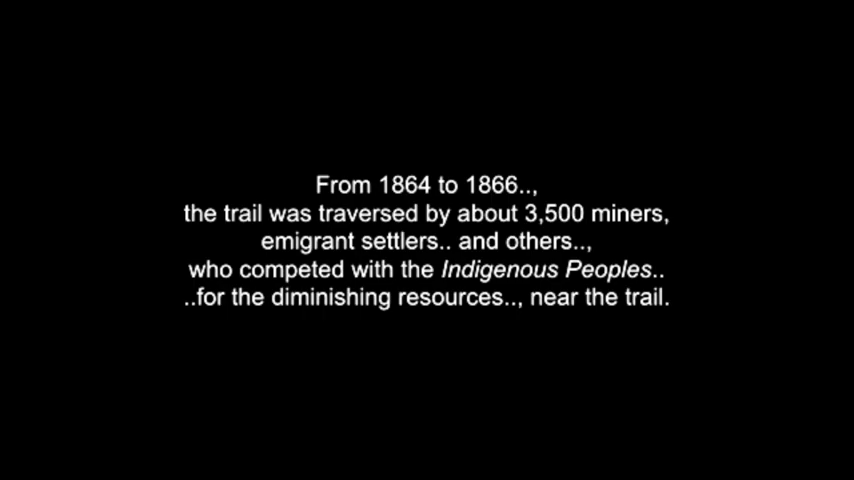 From 1864 to 1866..,
the trail was traversed by about 3,500 miners,
emigrant settlers.. and others..,
who competed with the Indigenous Peoples..
..for the diminishing resources.., near the trail.